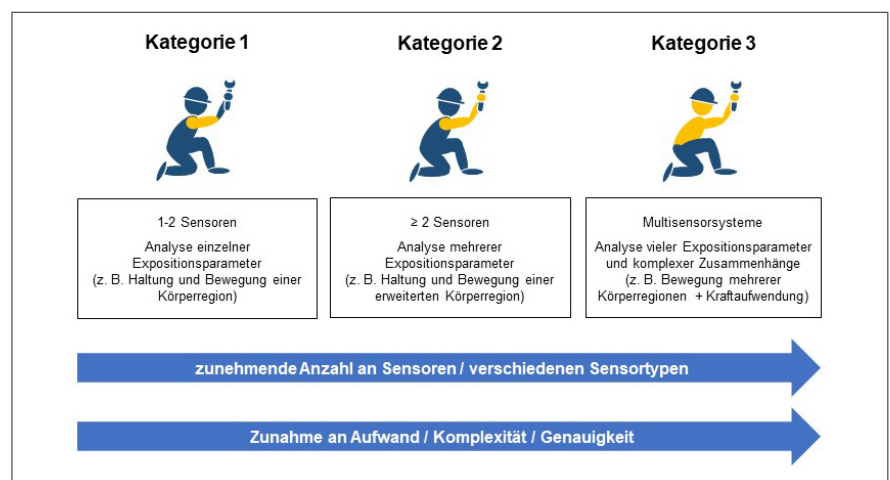 Kategorie 1
Kategorie 2
Kategorie 3
1-2 Sensoren
Analyse einzelner
Expositionsparameter
(z. B. Haltung und Bewegung einer
Körperregion)
≥ 2 Sensoren
Analyse mehrerer
Expositionsparameter
(z. B. Haltung und Bewegung einer
erweiterten Körperregion)
Multisensorsysteme
Analyse vieler Expositionsparameter
und komplexer Zusammenhänge
(z. B. Bewegung mehrerer
Körperregionen + Kraftaufwendung)
zunehmende Anzahl an Sensoren / verschiedenen Sensortypen
Zunahme an Aufwand / Komplexität / Genauigkeit